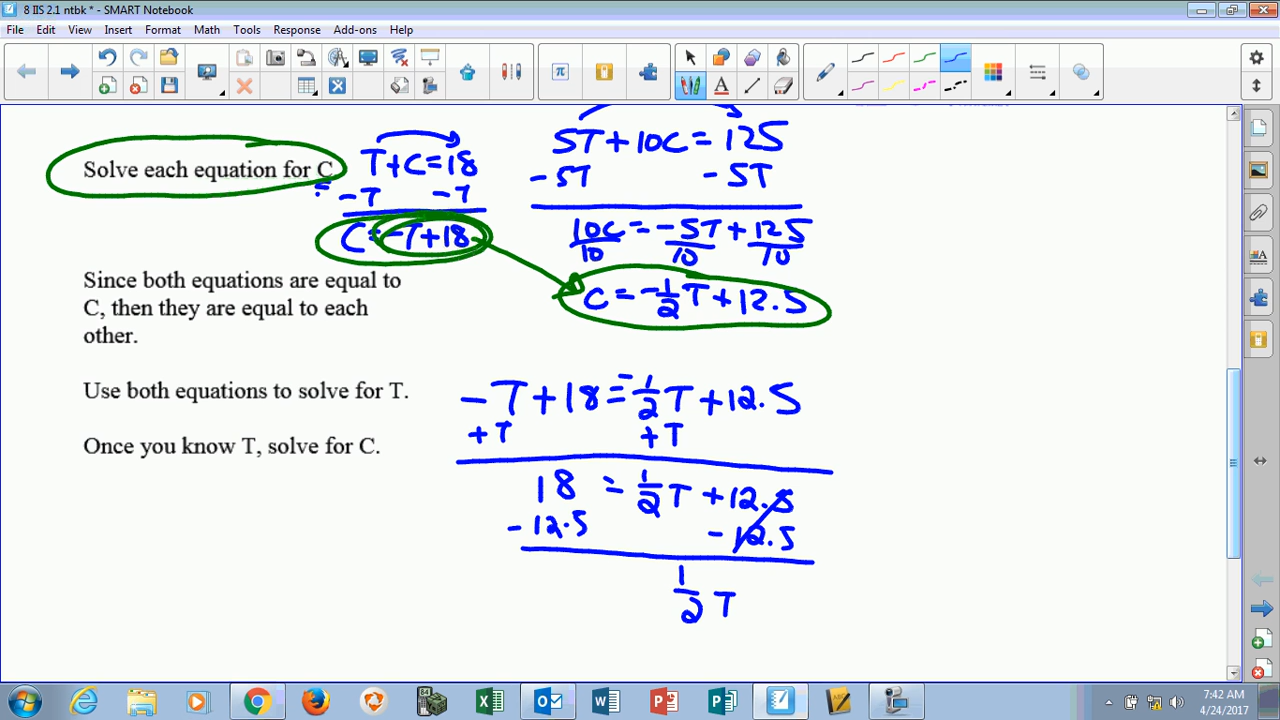 8 IIS 2.1 ntbk * - SMART Notebook
File Edit View Insert Format Math Tools Response Add-ons Help
Solve each equation for C
T+C=18
-T -T
C=-T+18
5T+10C=125
-5T -5T
10C=-5T+125
10 10 10
C=-1/2T+12.5
Since both equations are equal to
C, then they are equal to each
other.
Use both equations to solve for T.
Once you know T, solve for C.
-T+18=-1/2T+12.5
+T +T
18=1/2T+12.5
-12.5 -12.5
1/2T
7:42 AM
4/24/2017